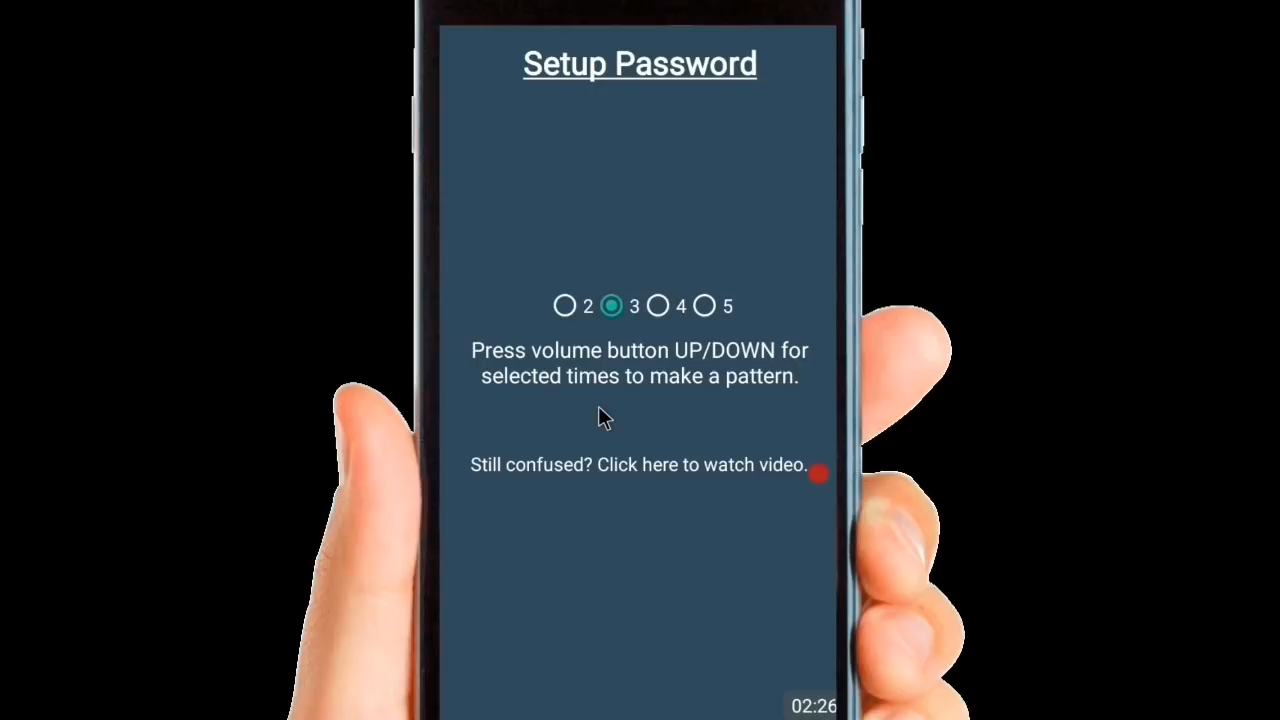 Setup Password
2 3 4 5
Press volume button UP/DOWN for
selected times to make a pattern.
Still confused? Click here to watch video.
02:26